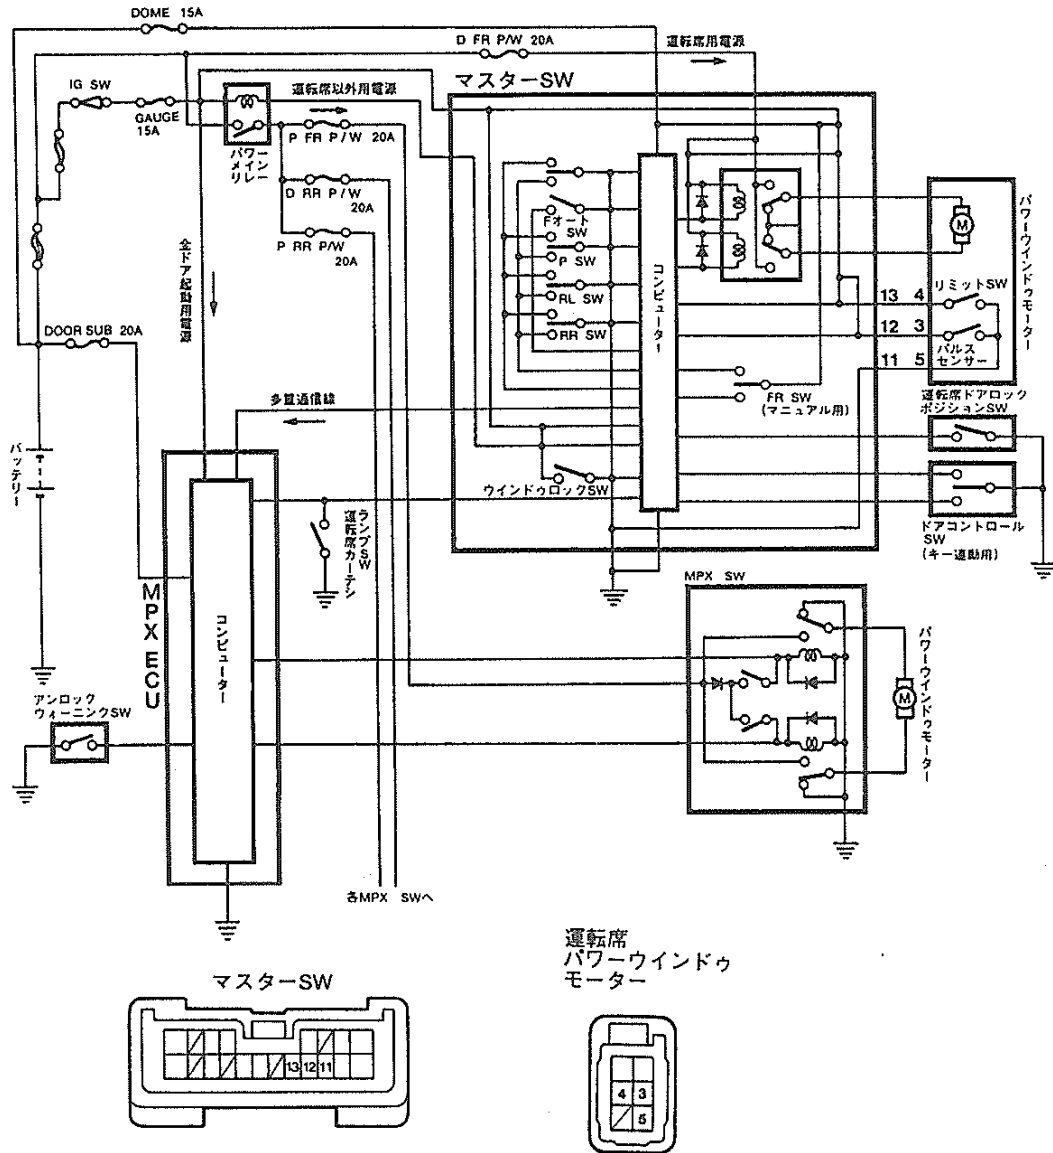 DOME 15A
D FR P/W 20A
運転席用電源
マスターSW
IG SW
GAUGE
15A
運転席以外用電源
P FR P/W 20A
パワー
メイン
リレー
D RR P/W
20A
P RR P/W
20A
全ドア起動用電源
Fオート
SW
P SW
RL SW
RR SW
コンピューター
M
パワーウインドゥモーター
13 4
リミットSW
12 3
パルス
センサー
11 5
DOOR SUB 20A
FR SW
(マニュアル用)
運転席ドアロック
ポジションSW
多重通信線
バッテリー
ウインドゥロックSW
ドアコントロール
SW
(キー連動用)
ランプSW
運転席カーテシ
MPX SW
MPX ECU
コンピューター
パワーウインドゥモーター
M
アンロック
ウォーニングSW
各MPX SWへ
マスターSW
13 12 11
運転席
パワーウインドゥ
モーター
4 3
5